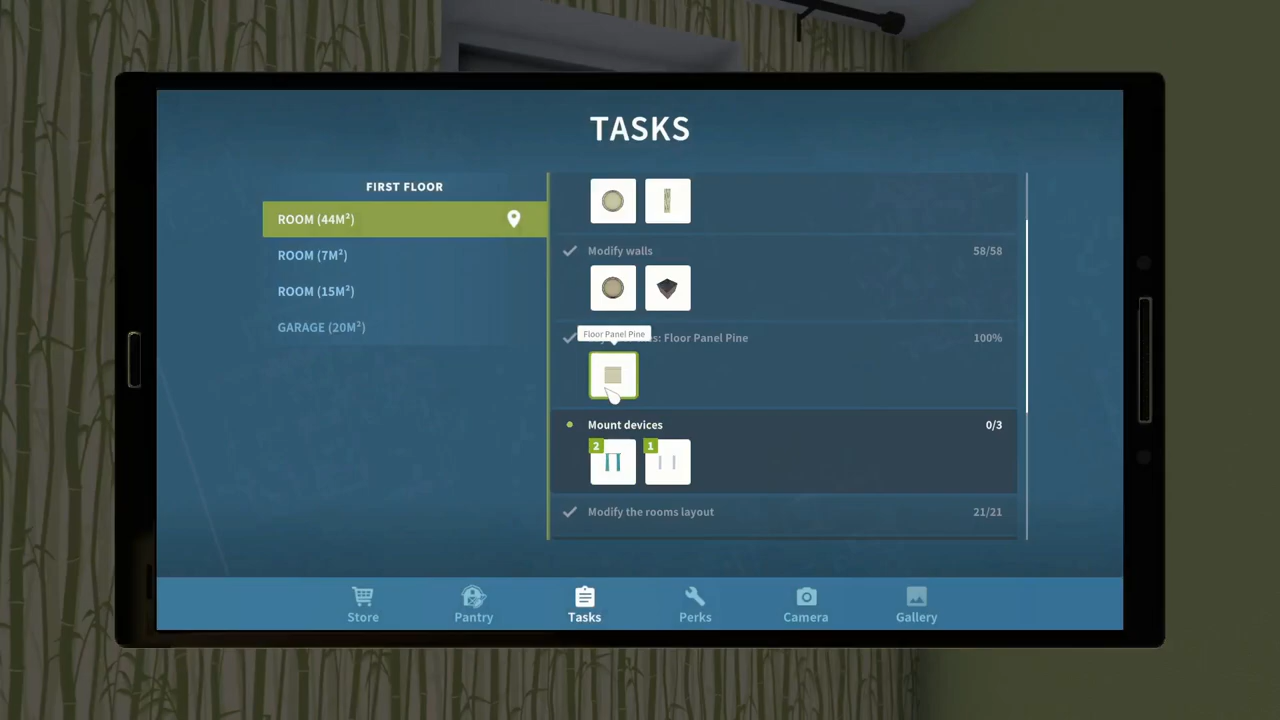 TASKS
FIRST FLOOR
ROOM (44M²)
ROOM (7M²)
ROOM (15M²)
GARAGE (20M²)
Modify walls 58/58
Floor Panel Pine
: Floor Panel Pine 100%
Mount devices 0/3
2 1
Modify the rooms layout 21/21
Store Pantry Tasks Perks Camera Gallery